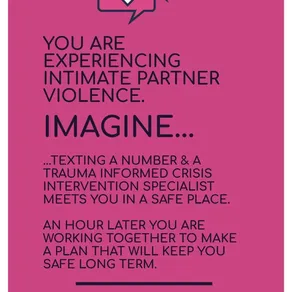 YOU ARE
EXPERIENCING
INTIMATE PARTNER
VIOLENCE.
IMAGINE...
...TEXTING A NUMBER & A
TRAUMA INFORMED CRISIS
INTERVENTION SPECIALIST
MEETS YOU IN A SAFE PLACE.
AN HOUR LATER YOU ARE
WORKING TOGETHER TO MAKE
A PLAN THAT WILL KEEP YOU
SAFE LONG TERM.